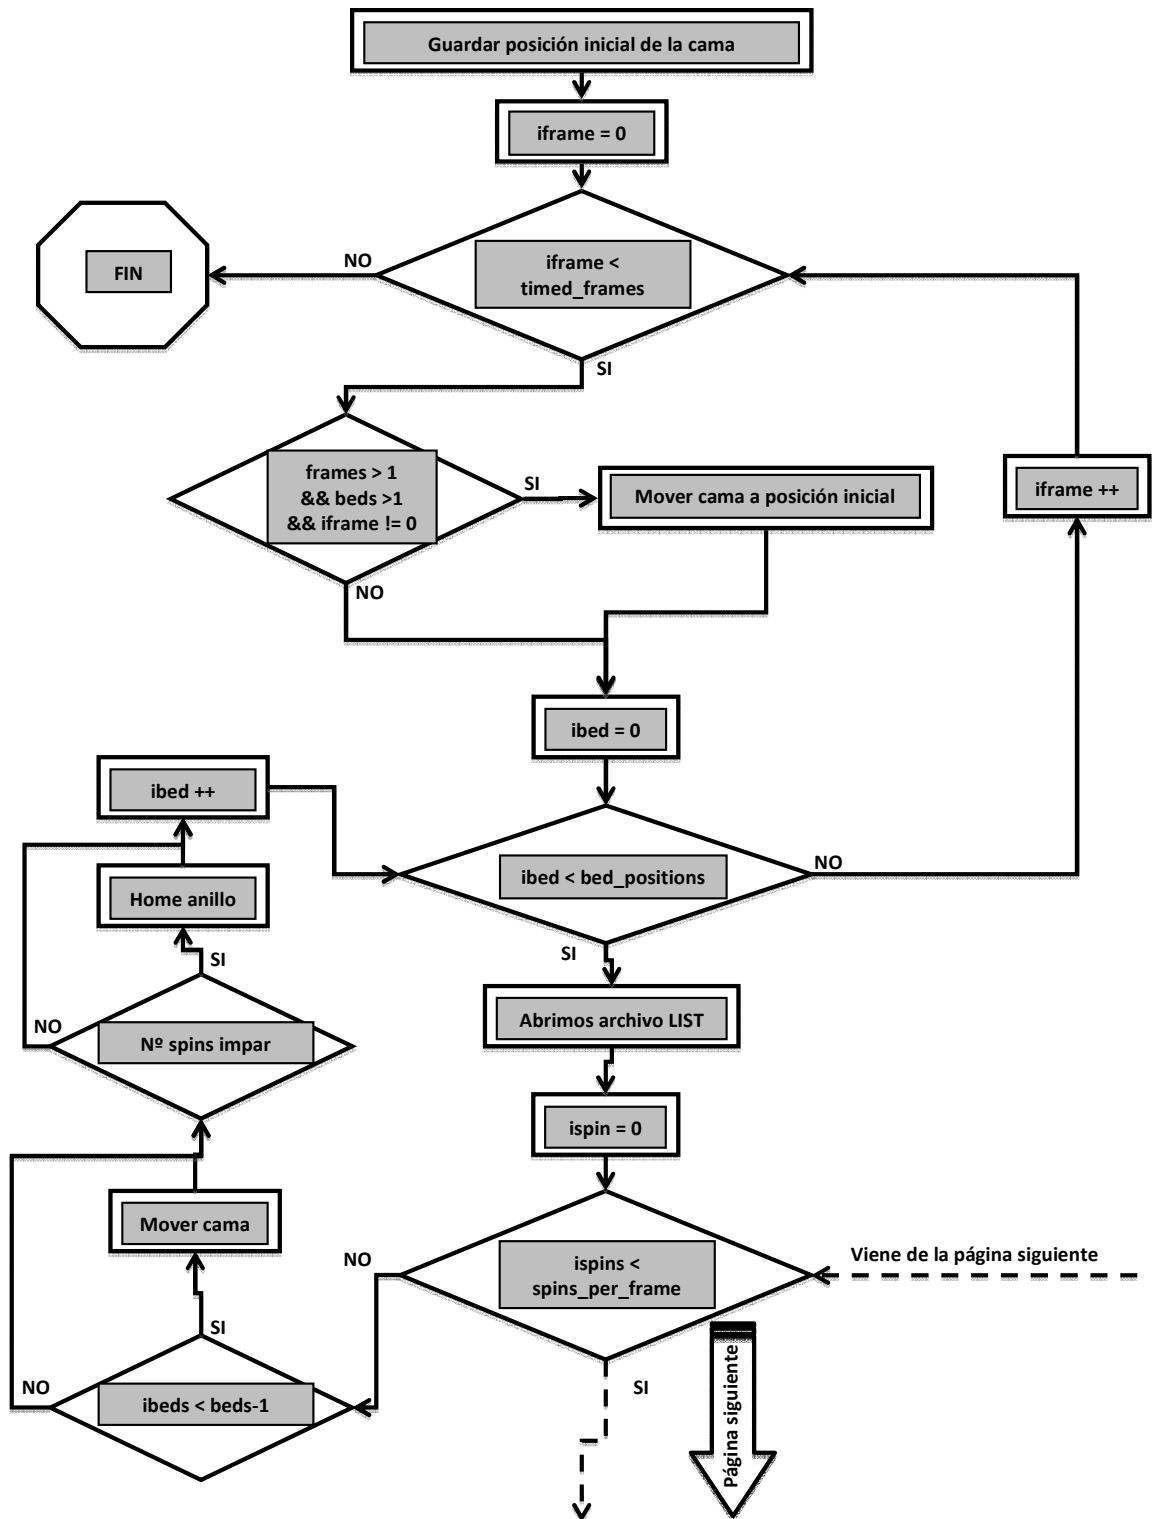 Guardar posición inicial de la cama
iframe = 0
NO
FIN
iframe <
timed_frames
SI
frames > 1
&& beds >1
&& iframe != 0
SI
Mover cama a posición inicial
iframe ++
NO
ibed = 0
ibed ++
ibed < bed_positions
NO
Home anillo
SI
SI
Abrimos archivo LIST
NO
Nº spins impar
ispin = 0
Mover cama
NO
ispins <
spins_per_frame
Viene de la página siguiente
SI
NO
ibeds < beds-1
SI
Página siguiente